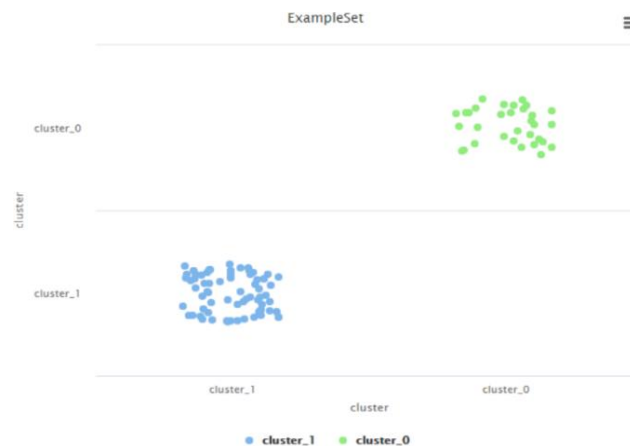 ExampleSet
cluster_0
cluster
cluster_1
cluster_1 cluster_0
cluster
cluster_1 cluster_0